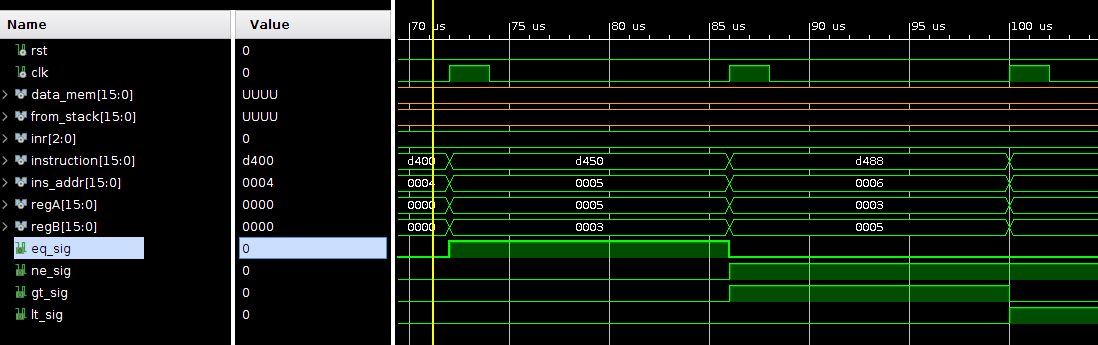 Name Value 70 us 75 us 80 us 85 us 90 us 95 us 100 us
rst 0
clk 0
data_mem[15:0] UUUU
from_stack[15:0] UUUU
inr[2:0] 0
instruction[15:0] d400 d400 d450 d488
ins_addr[15:0] 0004 0004 0005 0006
regA[15:0] 0000 0000 0005 0003
regB[15:0] 0000 0000 0003 0005
eq_sig 0
ne_sig 0
gt_sig 0
lt_sig 0